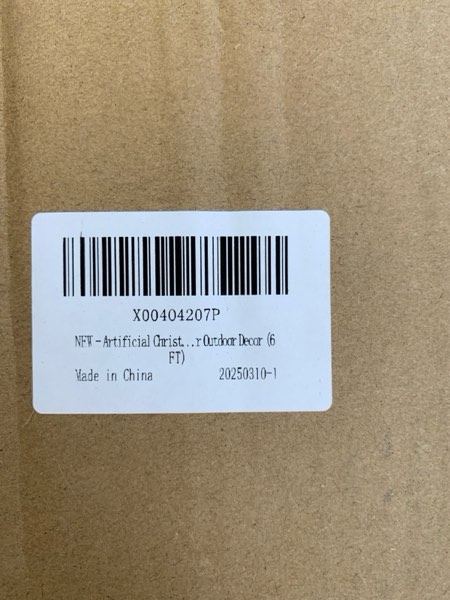 X00404207P
NEW - Artificial Christ...r Outdoor Decor (6
FT)
Made in China 20250310-1